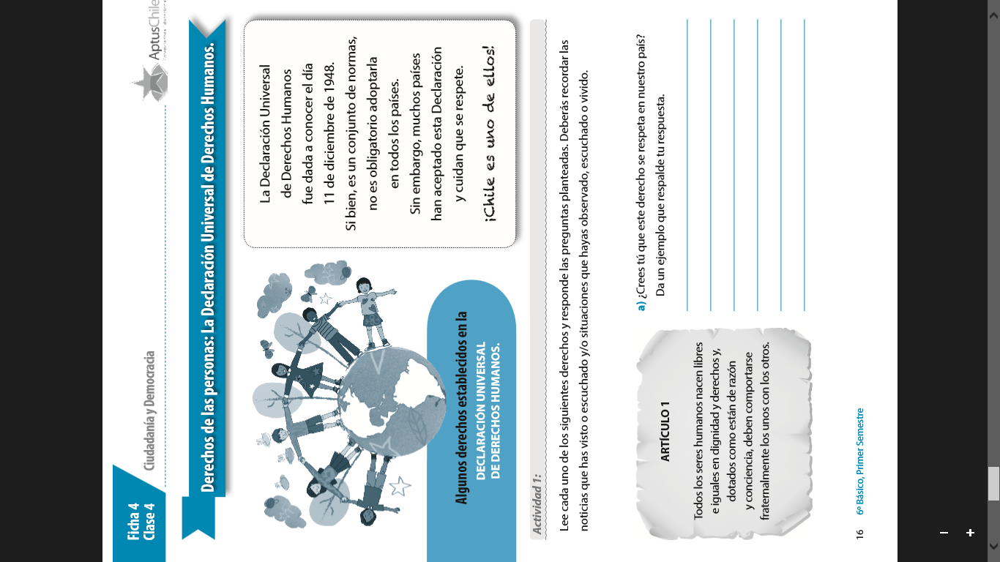 Ficha 4
Clase 4
Ciudadanía y Democracia
AptusChile
Derechos de las personas: La Declaración Universal de Derechos Humanos.
Algunos derechos establecidos en la
DECLARACIÓN UNIVERSAL
DE DERECHOS HUMANOS.
La Declaración Universal
de Derechos Humanos
fue dada a conocer el día
11 de diciembre de 1948.
Si bien, es un conjunto de normas,
no es obligatorio adoptarla
en todos los países.
Sin embargo, muchos países
han aceptado esta Declaración
y cuidan que se respete.
¡Chile es uno de ellos!
Actividad 1:
Lee cada uno de los siguientes derechos y responde las preguntas planteadas. Deberás recordar las
noticias que has visto o escuchado y/o situaciones que hayas observado, escuchado o vivido.
ARTÍCULO 1
Todos los seres humanos nacen libres
e iguales en dignidad y derechos y,
dotados como están de razón
y conciencia, deben comportarse
fraternalmente los unos con los otros.
a) ¿Crees tú que este derecho se respeta en nuestro país?
Da un ejemplo que respalde tu respuesta.
16 6º Básico, Primer Semestre